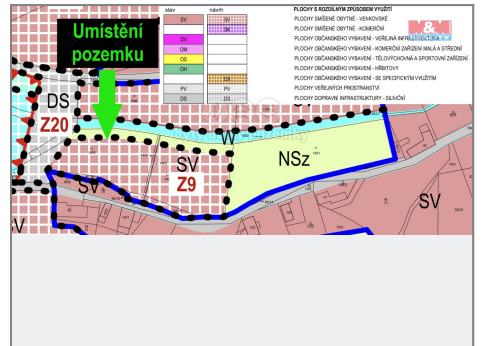 stav návrh PLOCHY S ROZDÍLNÝM ZPŮSOBEM VYUŽITÍ
SV SV PLOCHY SMÍŠENÉ OBYTNÉ - VENKOVSKÉ
SK PLOCHY SMÍŠENÉ OBYTNÉ - KOMERČNÍ
OV PLOCHY OBČANSKÉHO VYBAVENÍ - VEŘEJNÁ INFRASTRUKTURA
OM PLOCHY OBČANSKÉHO VYBAVENÍ - KOMERČNÍ ZAŘÍZENÍ MALÁ A STŘEDNÍ
OS PLOCHY OBČANSKÉHO VYBAVENÍ - TĚLOVÝCHOVNÁ A SPORTOVNÍ ZAŘÍZENÍ
OH PLOCHY OBČANSKÉHO VYBAVENÍ - HŘBITOVY
OX PLOCHY OBČANSKÉHO VYBAVENÍ - SE SPECIFICKÝM VYUŽITÍM
PV PV PLOCHY VEŘEJNÝCH PROSTRANSTVÍ
DS DS PLOCHY DOPRAVNÍ INFRASTRUKTURY - SILNIČNÍ
M&M
Umístění
pozemku
DS
Z20
W
SV
Z9
NSz
SV
SV
SV